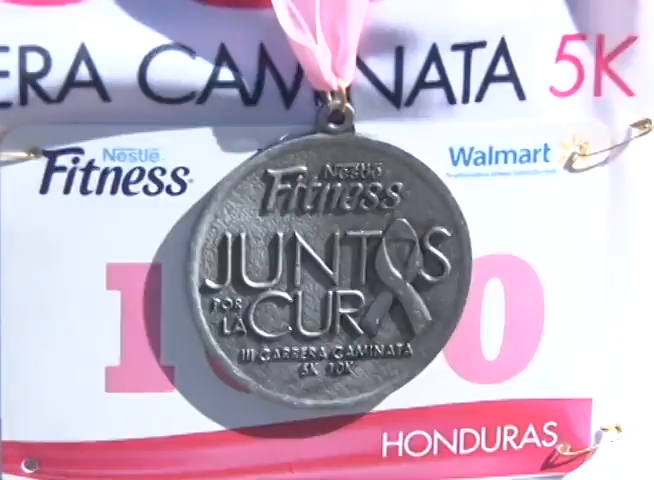 ERA CAMINATA 5K
Nestlé
Fitness
Walmart
Nestlé
Fitness
JUNTOS
POR LA CURA
III CARRERA CAMINATA
5K 10K
HONDURAS